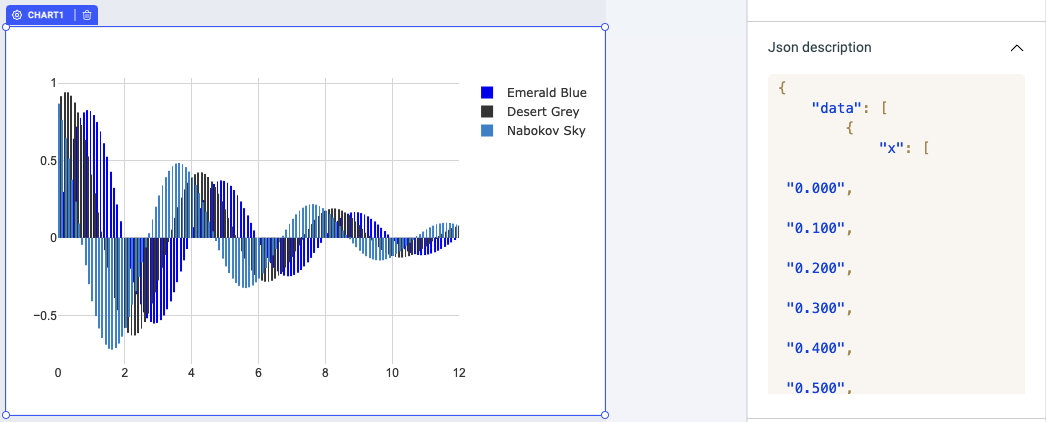 CHART1
1
0.5
0
−0.5
0
2
4
6
8
10
12
Emerald Blue
Desert Grey
Nabokov Sky
Json description
{
"data": [
{
"x": [
"0.000",
"0.100",
"0.200",
"0.300",
"0.400",
"0.500",